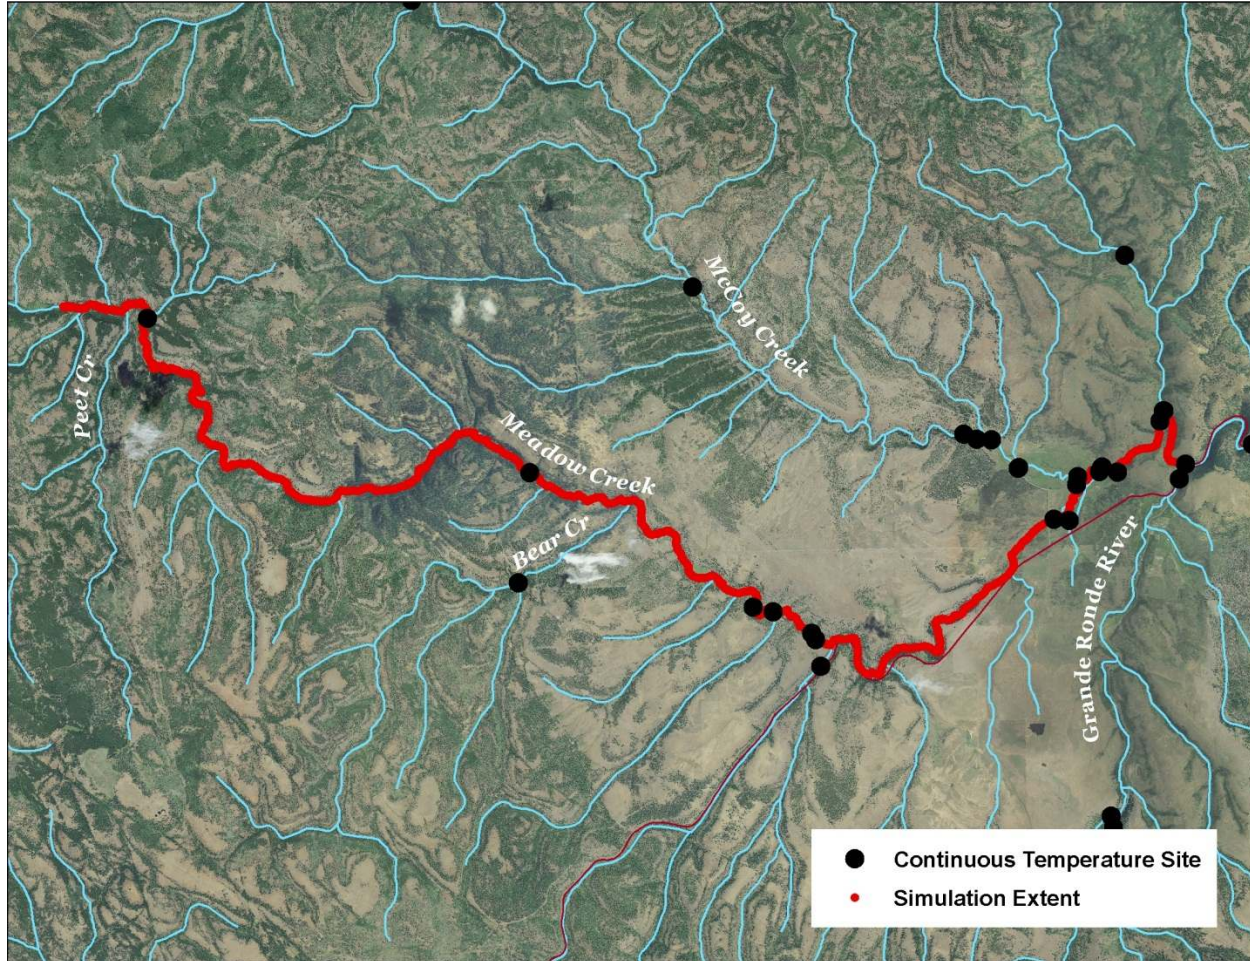 McCoy Creek
Peet Cr
Meadow Creek
Bear Cr
Grande Ronde River
Continuous Temperature Site
Simulation Extent